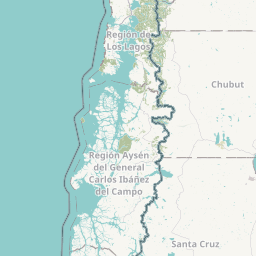 Región de
Los Lagos
Chubut
Región Aysén
del General
Carlos Ibáñez
del Campo
Santa Cruz